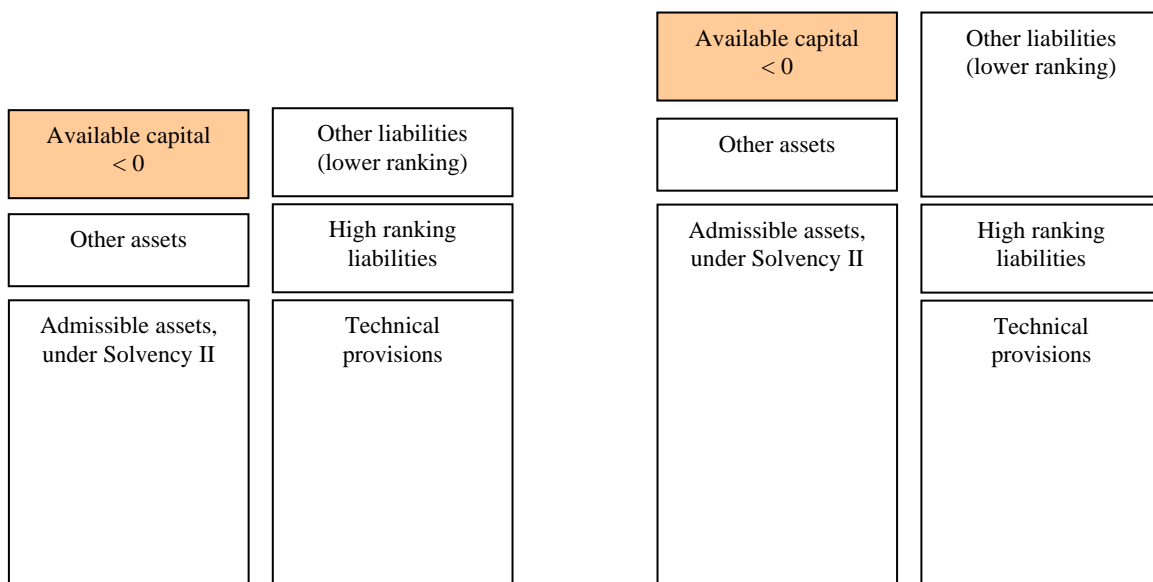 Available capital
< 0
Other assets
Admissible assets,
under Solvency II
Other liabilities
(lower ranking)
High ranking
liabilities
Technical
provisions
Available capital
< 0
Other assets
Admissible assets,
under Solvency II
Other liabilities
(lower ranking)
High ranking
liabilities
Technical
provisions